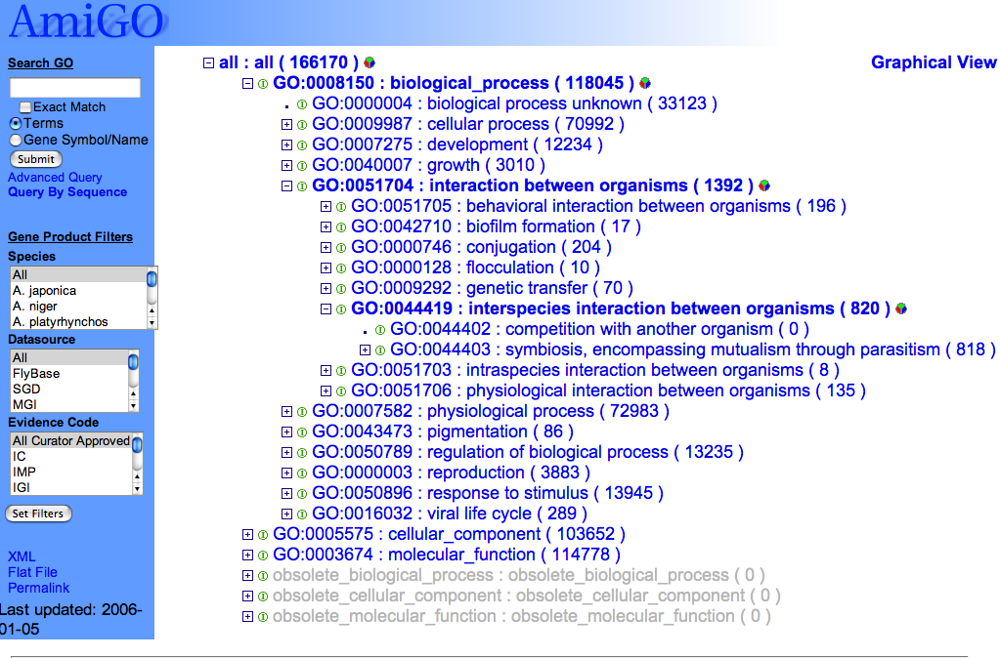 AmiGO
Search GO
Exact Match
Terms
Gene Symbol/Name
Submit
Advanced Query
Query By Sequence
Gene Product Filters
Species
All
A. japonica
A. niger
A. platyrhynchos
Datasource
All
FlyBase
SGD
MGI
Evidence Code
All Curator Approved
IC
IMP
IGI
Set Filters
XML
Flat File
Permalink
Last updated: 2006-
01-05
all : all ( 166170 )
Graphical View
GO:0008150 : biological_process ( 118045 )
GO:0000004 : biological process unknown ( 33123 )
GO:0009987 : cellular process ( 70992 )
GO:0007275 : development ( 12234 )
GO:0040007 : growth ( 3010 )
GO:0051704 : interaction between organisms ( 1392 )
GO:0051705 : behavioral interaction between organisms ( 196 )
GO:0042710 : biofilm formation ( 17 )
GO:0000746 : conjugation ( 204 )
GO:0000128 : flocculation ( 10 )
GO:0009292 : genetic transfer ( 70 )
GO:0044419 : interspecies interaction between organisms ( 820 )
GO:0044402 : competition with another organism ( 0 )
GO:0044403 : symbiosis, encompassing mutualism through parasitism ( 818 )
GO:0051703 : intraspecies interaction between organisms ( 8 )
GO:0051706 : physiological interaction between organisms ( 135 )
GO:0007582 : physiological process ( 72983 )
GO:0043473 : pigmentation ( 86 )
GO:0050789 : regulation of biological process ( 13235 )
GO:0000003 : reproduction ( 3883 )
GO:0050896 : response to stimulus ( 13945 )
GO:0016032 : viral life cycle ( 289 )
GO:0005575 : cellular_component ( 103652 )
GO:0003674 : molecular_function ( 114778 )
obsolete_biological_process : obsolete_biological_process ( 0 )
obsolete_cellular_component : obsolete_cellular_component ( 0 )
obsolete_molecular_function : obsolete_molecular_function ( 0 )